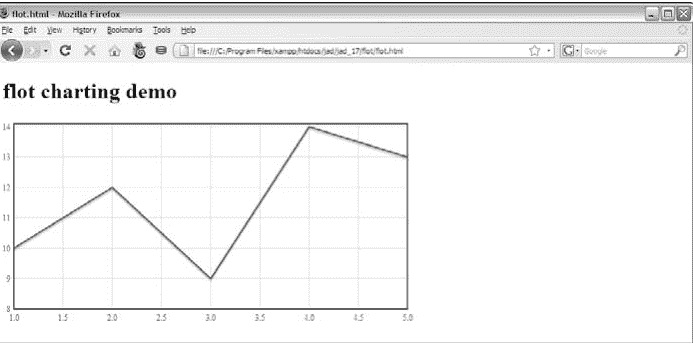 flot.html - Mozilla Firefox
File Edit View History Bookmarks Tools Help
file:///C:/Program Files/xampp/htdocs/jad/jad_17/flot/flot.html
Google
flot charting demo
14
13
12
11
10
9
8
1.0 1.5 2.0 2.5 3.0 3.5 4.0 4.5 5.0